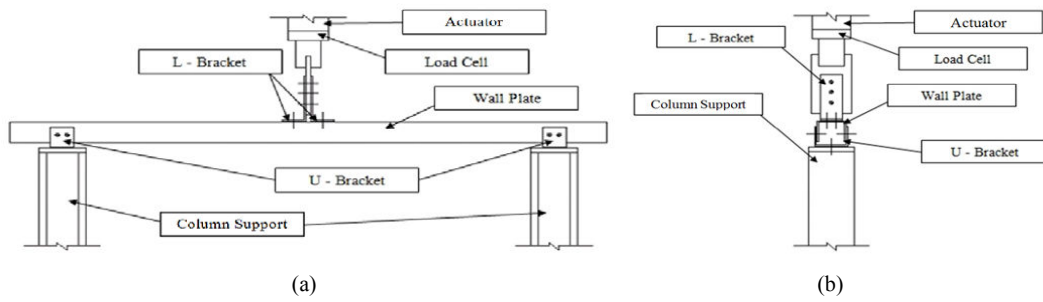 Actuator
L - Bracket
Load Cell
Wall Plate
U - Bracket
Column Support
(a)
Actuator
L - Bracket
Load Cell
Column Support
Wall Plate
U - Bracket
(b)